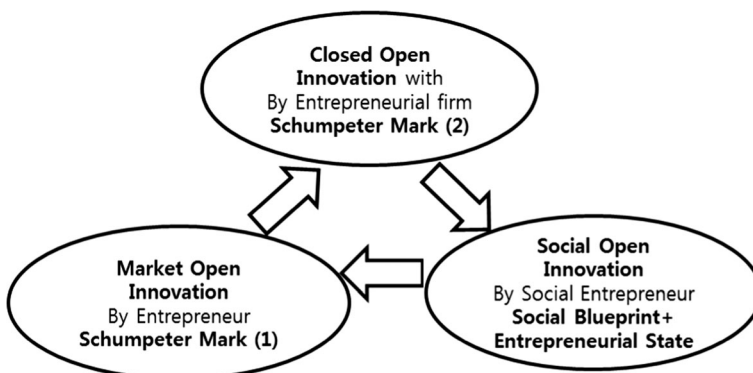 Closed Open
Innovation with
By Entrepreneurial firm
Schumpeter Mark (2)
Market Open
Innovation
By Entrepreneur
Schumpeter Mark (1)
Social Open
Innovation
By Social Entrepreneur
Social Blueprint+
Entrepreneurial State